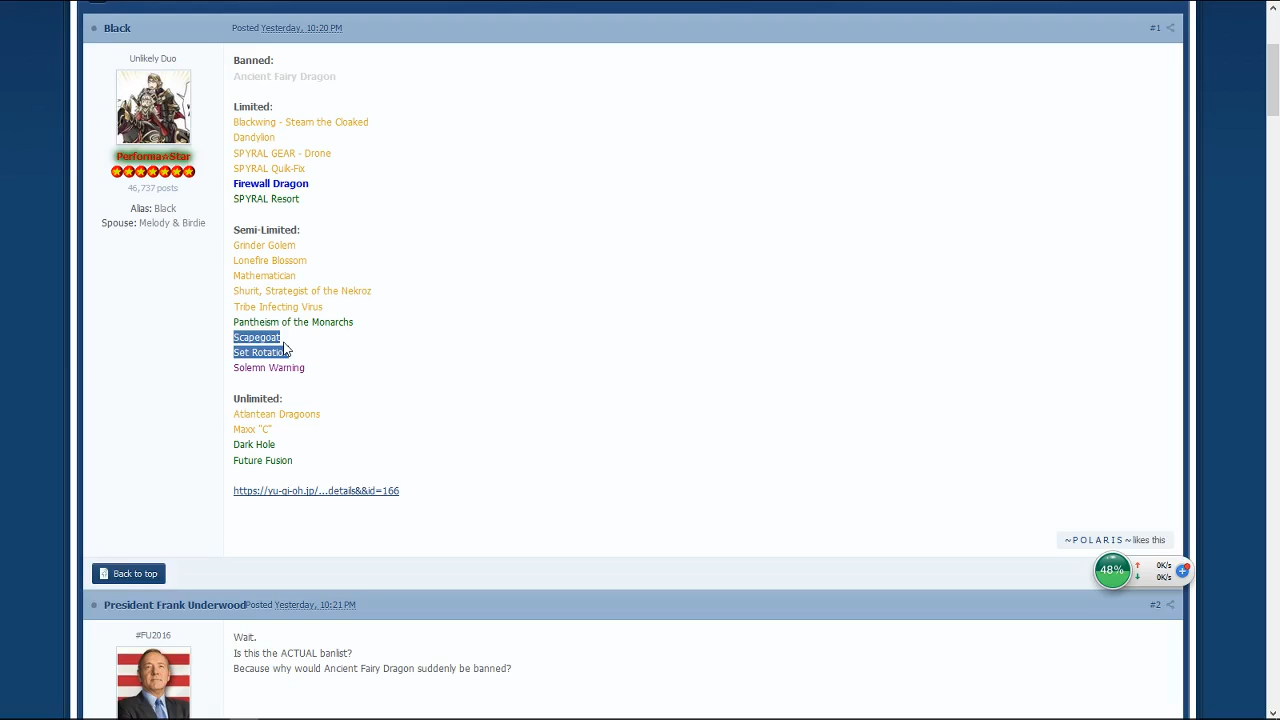 Black
Posted Yesterday, 10:20 PM
#1
Unlikely Duo
Performa☆Star
46,737 posts
Alias: Black
Spouse: Melody & Birdie
Banned:
Ancient Fairy Dragon
Limited:
Blackwing - Steam the Cloaked
Dandylion
SPYRAL GEAR - Drone
SPYRAL Quik-Fix
Firewall Dragon
SPYRAL Resort
Semi-Limited:
Grinder Golem
Lonefire Blossom
Mathematician
Shurit, Strategist of the Nekroz
Tribe Infecting Virus
Pantheism of the Monarchs
Scapegoat
Set Rotation
Solemn Warning
Unlimited:
Atlantean Dragoons
Maxx "C"
Dark Hole
Future Fusion
https://yu-gi-oh.jp/...details&&id=166
~ P O L A R I S ~ likes this
Back to top
48%
0K/s
0K/s
President Frank Underwood
Posted Yesterday, 10:21 PM
#2
#FU2016
Wait.
Is this the ACTUAL banlist?
Because why would Ancient Fairy Dragon suddenly be banned?